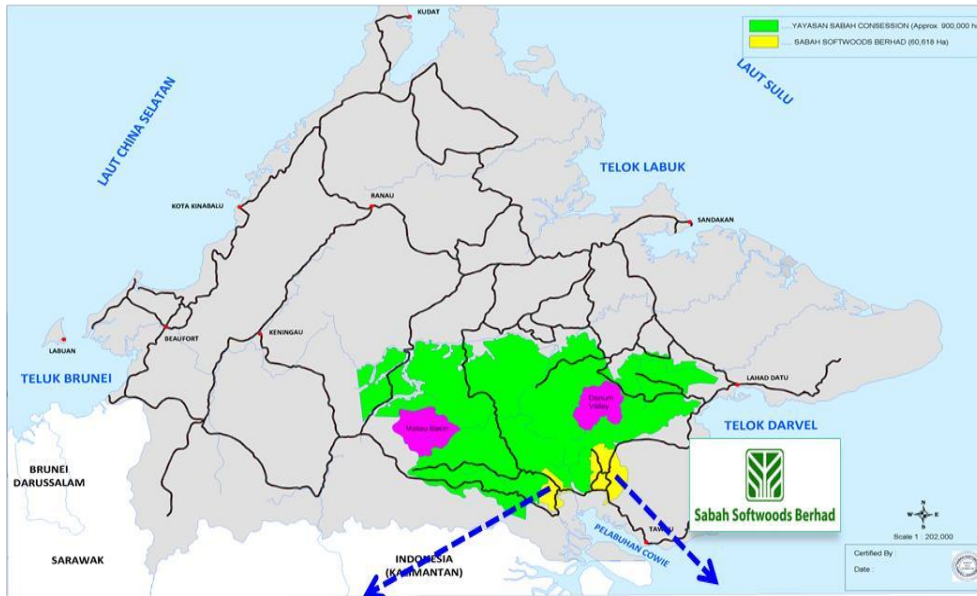 KUDAT
.... YAYASAN SABAH CONSESSION (Approx. 900,000 ha
.... SABAH SOFTWOODS BERHAD (60,618 Ha)
LAUT SULU
LAUT CHINA SELATAN
TELOK LABUK
RANAU
KOTA KINABALU
SANDAKAN
BEAUFORT
KENINGAU
LABUAN
TELUK BRUNEI
LAHAD DATU
Danum
Valley
Maliau Basin
TELOK DARVEL
BRUNEI
DARUSSALAM
Sabah Softwoods Berhad
N
W
E
S
Scale 1 : 202,000
PELABUHAN COWIE
SARAWAK
INDONESIA
(KALIMANTAN)
Certified By :
Date :